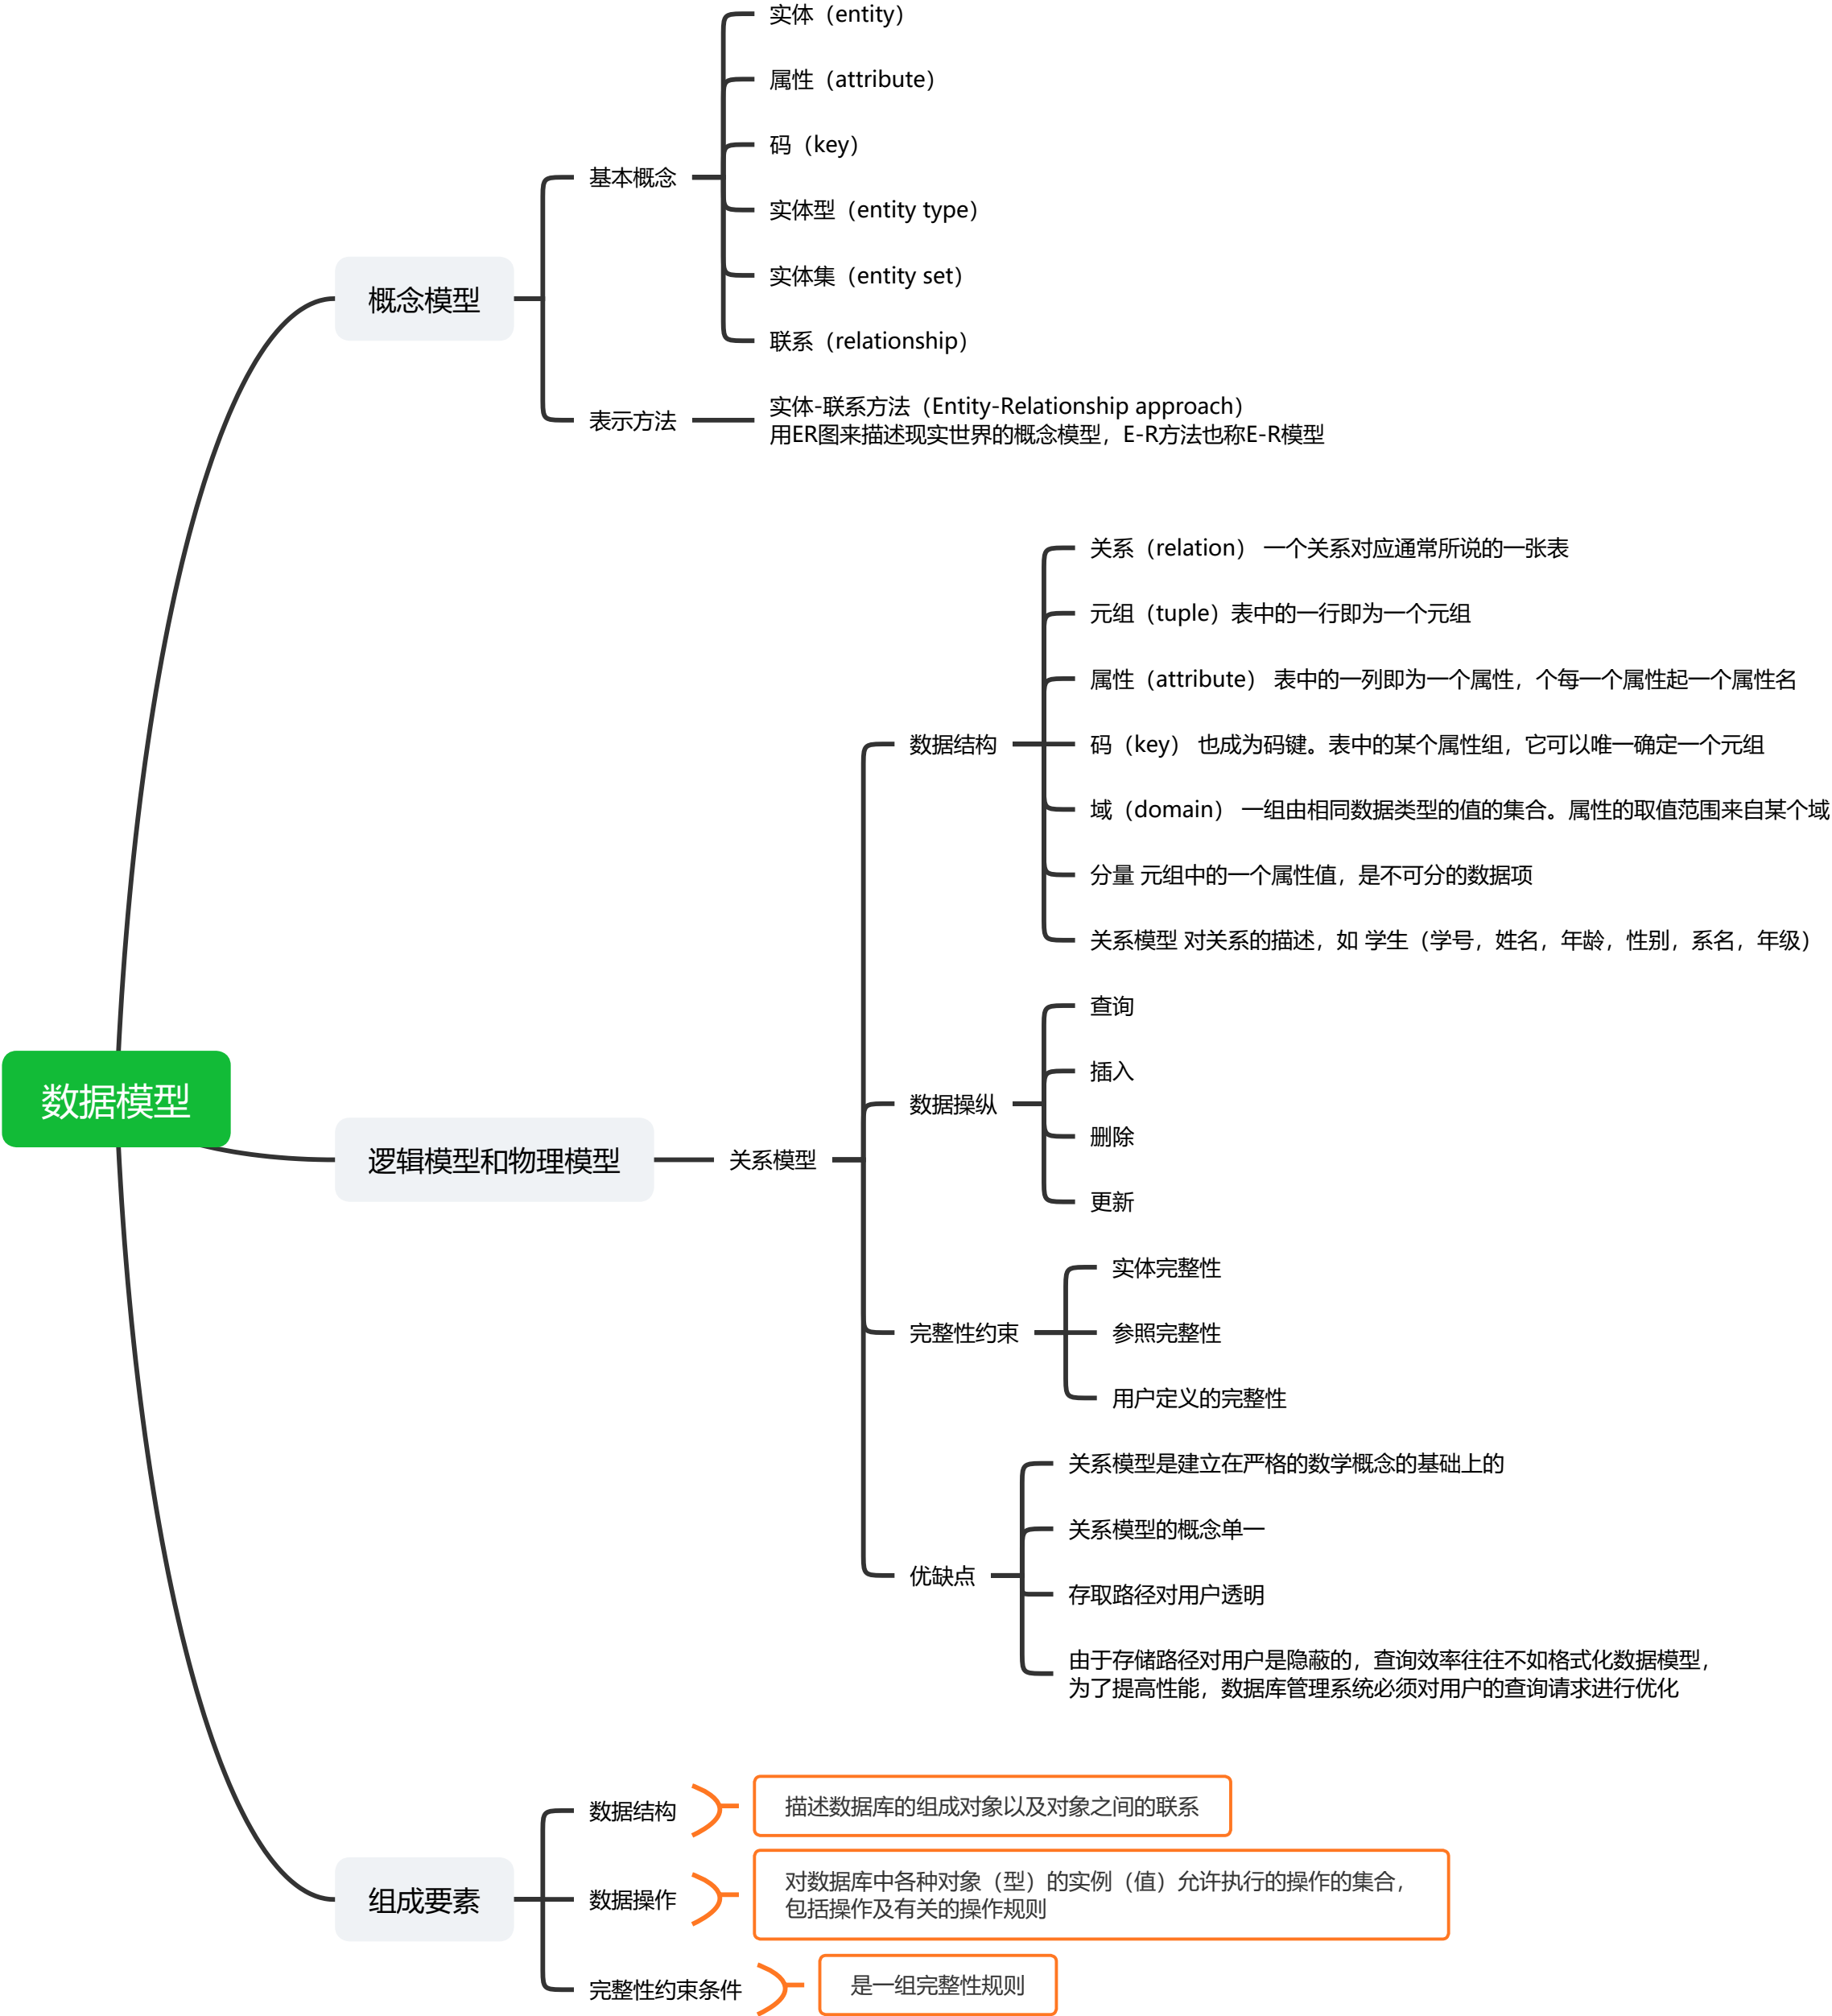 数据模型
概念模型
基本概念
实体（entity）
属性（attribute）
码（key）
实体型（entity type）
实体集（entity set）
联系（relationship）
表示方法
实体-联系方法（Entity-Relationship approach）
用ER图来描述现实世界的概念模型，E-R方法也称E-R模型
逻辑模型和物理模型
关系模型
数据结构
关系（relation） 一个关系对应通常所说的一张表
元组（tuple）表中的一行即为一个元组
属性（attribute） 表中的一列即为一个属性，个每一个属性起一个属性名
码（key） 也成为码键。表中的某个属性组，它可以唯一确定一个元组
域（domain） 一组由相同数据类型的值的集合。属性的取值范围来自某个域
分量 元组中的一个属性值，是不可分的数据项
关系模型 对关系的描述，如 学生（学号，姓名，年龄，性别，系名，年级）
数据操纵
查询
插入
删除
更新
完整性约束
实体完整性
参照完整性
用户定义的完整性
优缺点
关系模型是建立在严格的数学概念的基础上的
关系模型的概念单一
存取路径对用户透明
由于存储路径对用户是隐蔽的，查询效率往往不如格式化数据模型，
为了提高性能，数据库管理系统必须对用户的查询请求进行优化
组成要素
数据结构
描述数据库的组成对象以及对象之间的联系
数据操作
对数据库中各种对象（型）的实例（值）允许执行的操作的集合，
包括操作及有关的操作规则
完整性约束条件
是一组完整性规则